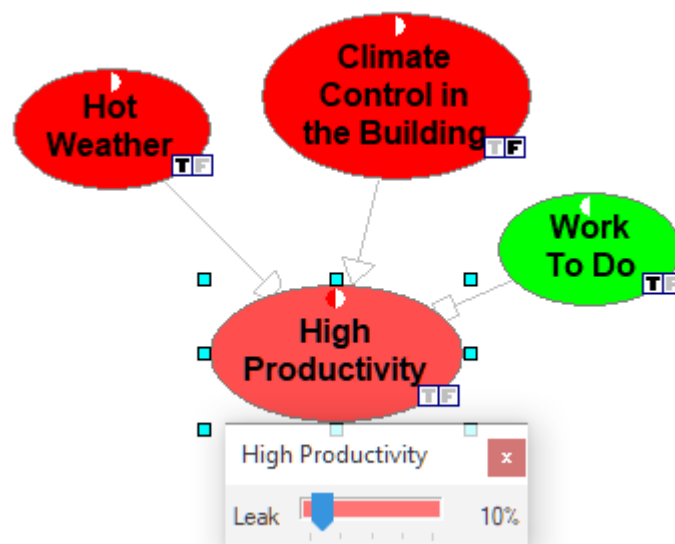 Hot
Weather
T F
Climate
Control in
the Building
T F
Work
To Do
T F
High
Productivity
T F
High Productivity
x
Leak
10%